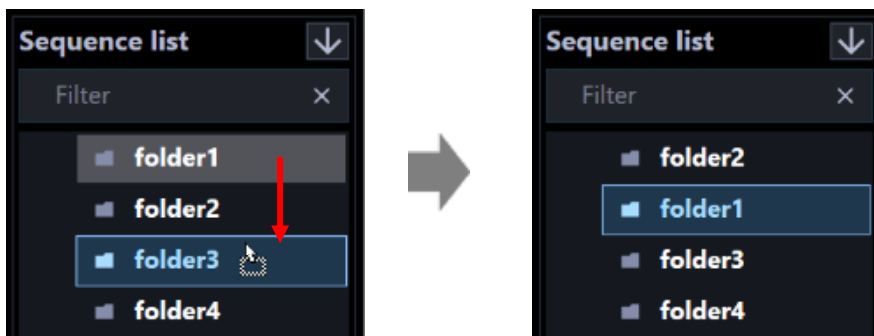 Sequence list
Filter
folder1
folder2
folder3
folder4
Sequence list
Filter
folder2
folder1
folder3
folder4